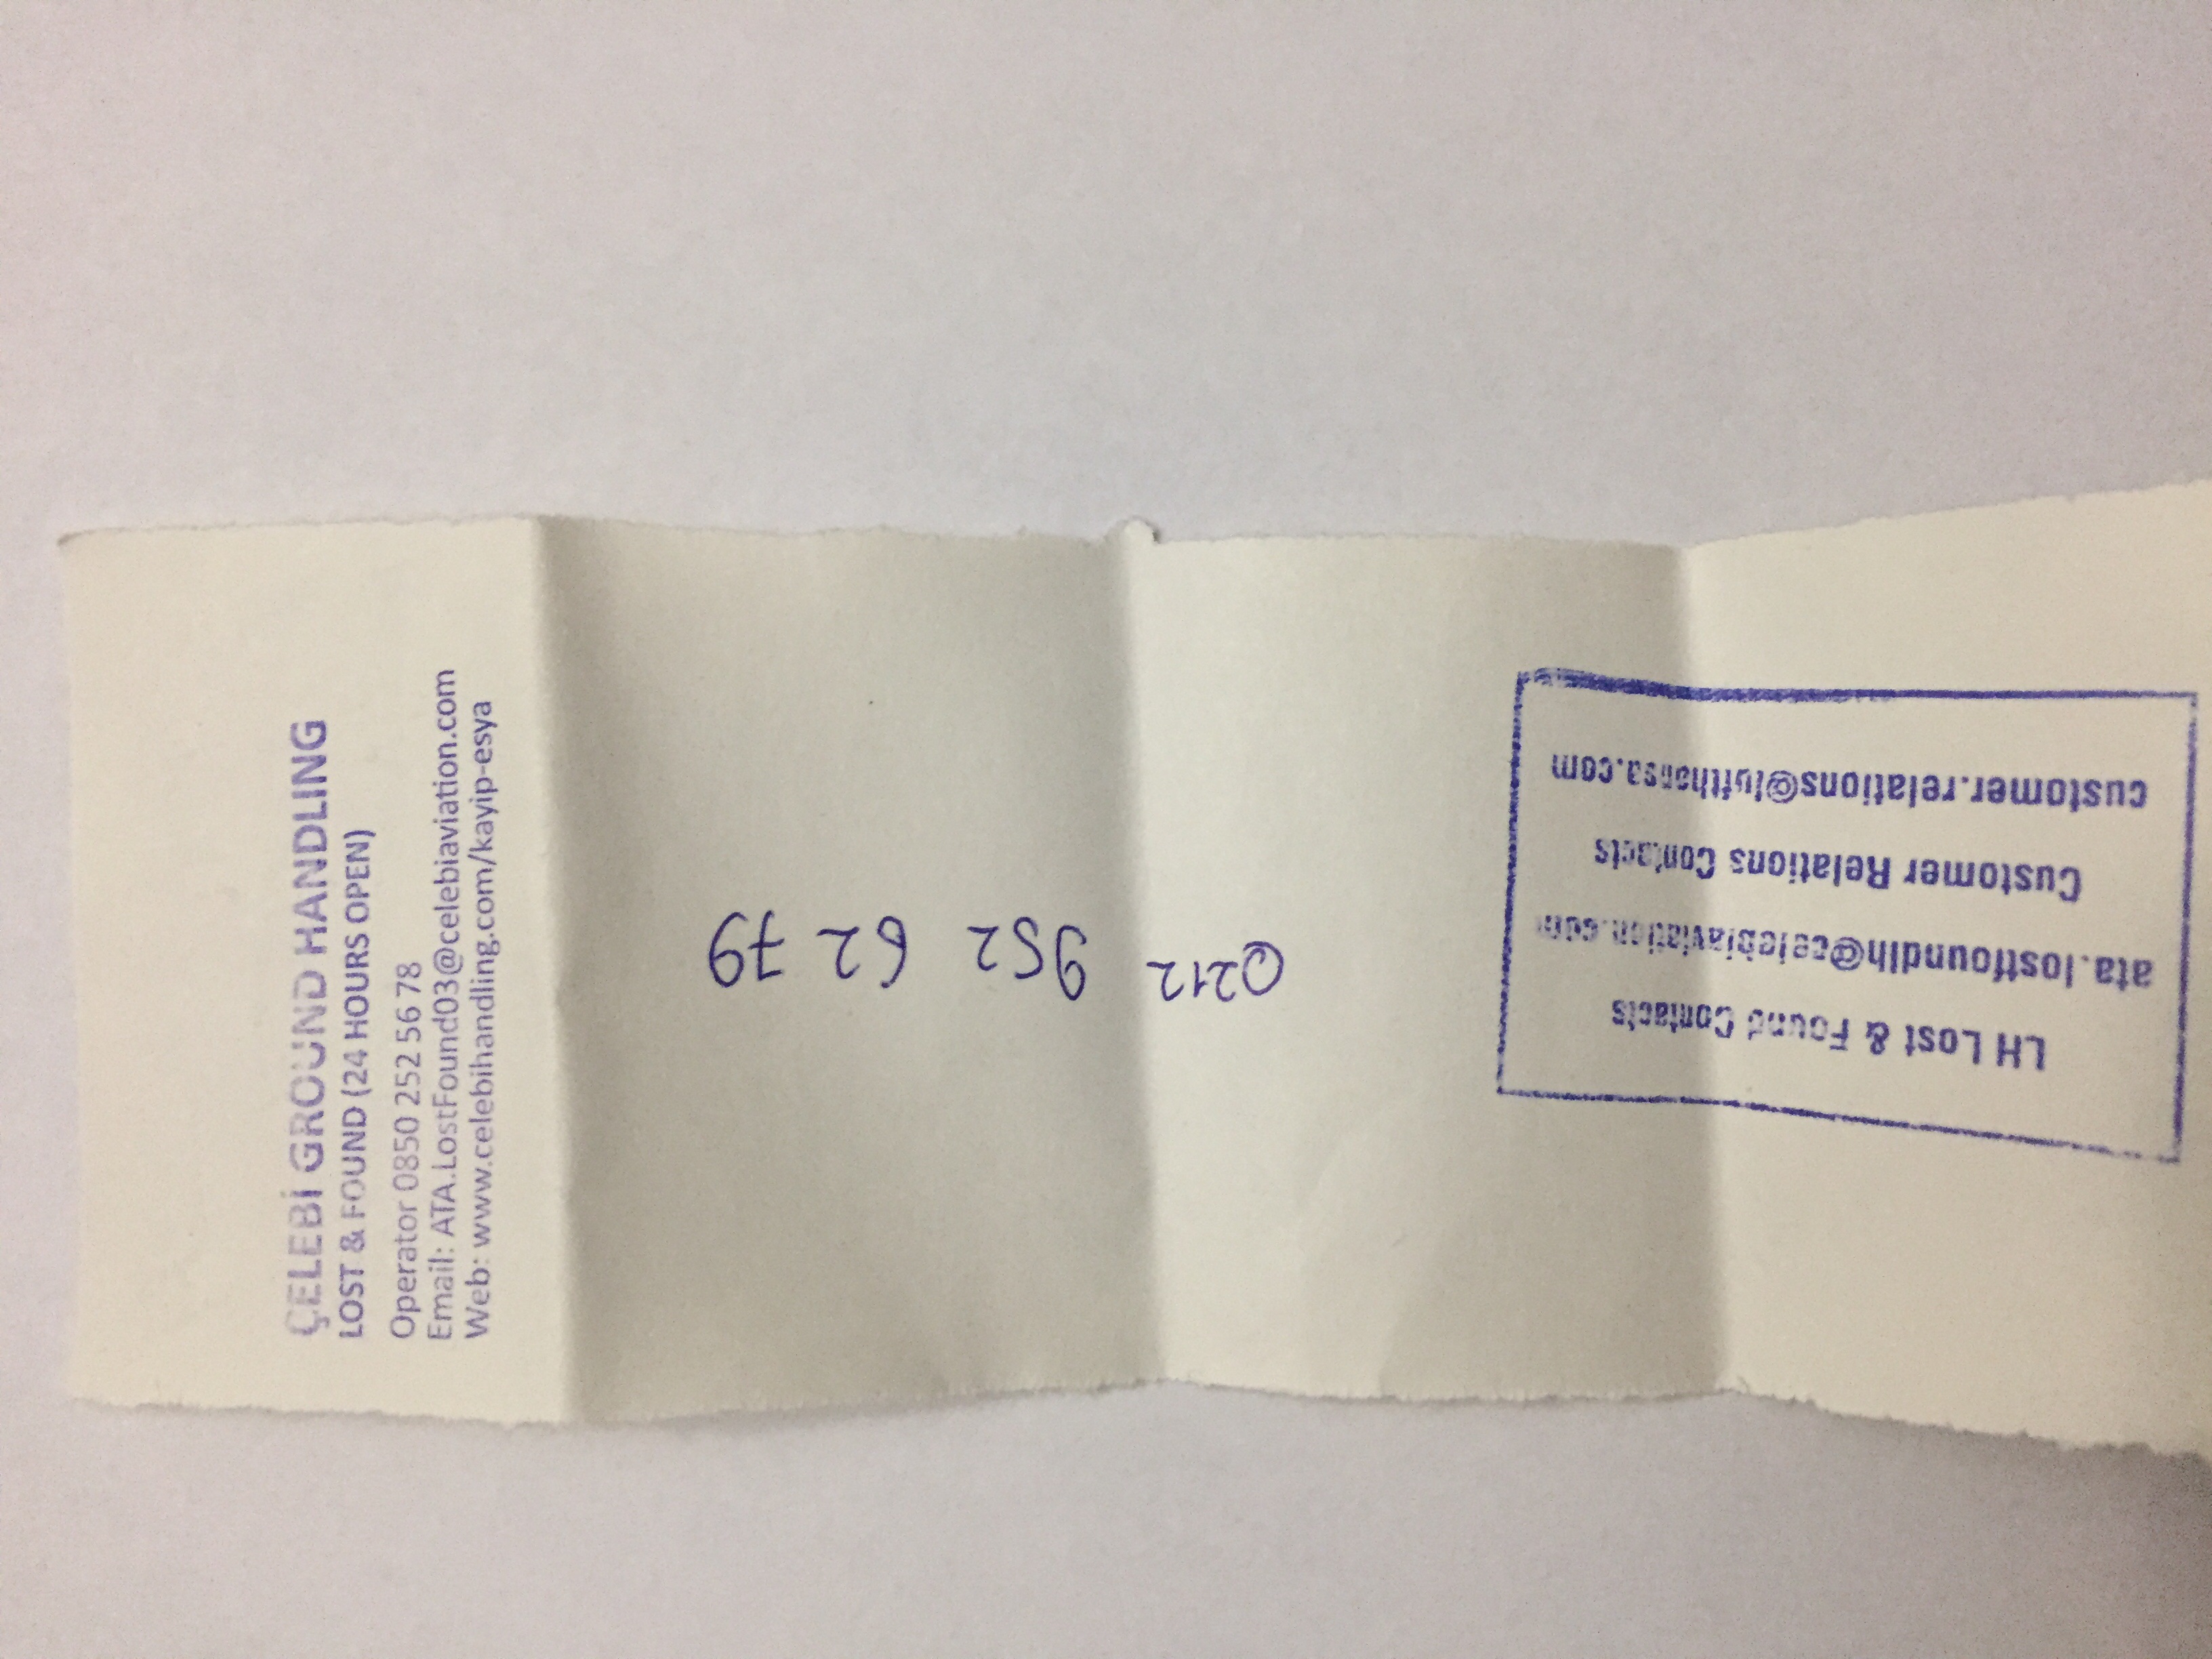 ÇELEBİ GROUND HANDLING
LOST & FOUND (24 HOURS OPEN)
Operator 0850 252 56 78
Email: ATA.LostFound03@celebiaviation.com
Web: www.celebihandling.com/kayip-esya
0212 952 62 79
LH Lost & Found Contacts
ata.lostfoundlh@celebiaviation.com
Customer Relations Contacts
customer.relations@lufthansa.com